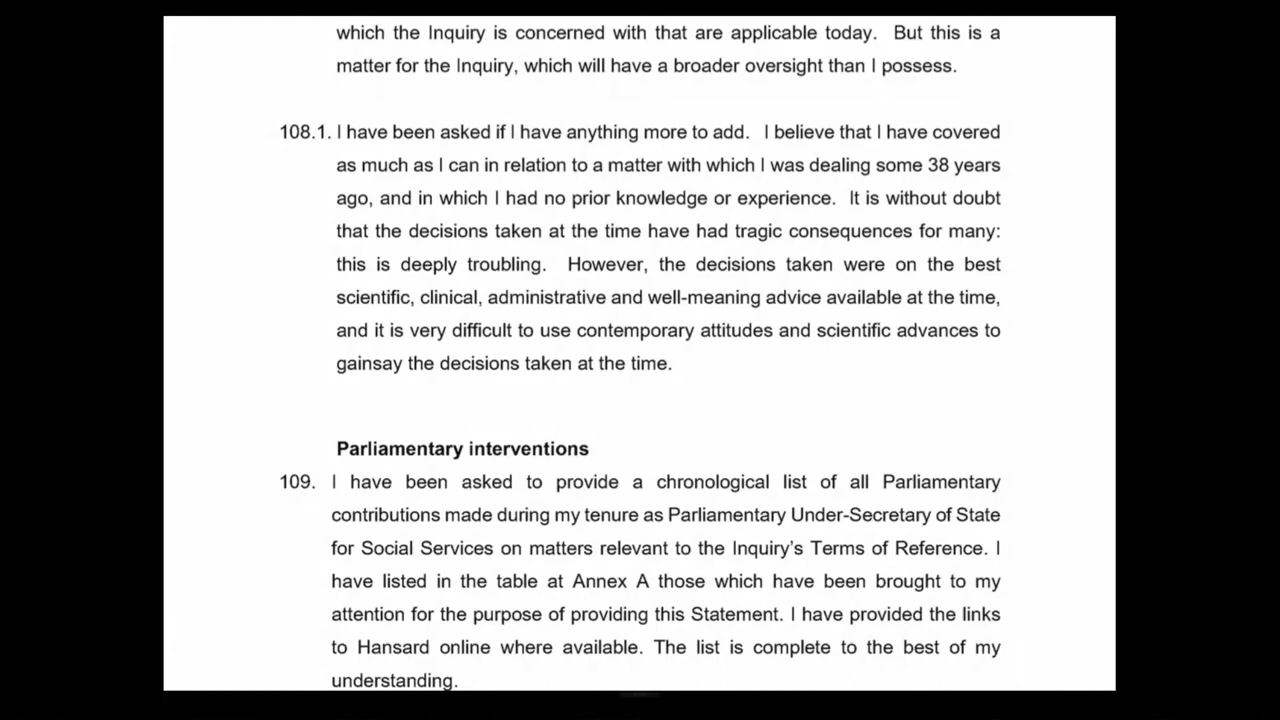 which the Inquiry is concerned with that are applicable today. But this is a
matter for the Inquiry, which will have a broader oversight than I possess.
108.1. I have been asked if I have anything more to add. I believe that I have covered
as much as I can in relation to a matter with which I was dealing some 38 years
ago, and in which I had no prior knowledge or experience. It is without doubt
that the decisions taken at the time have had tragic consequences for many:
this is deeply troubling. However, the decisions taken were on the best
scientific, clinical, administrative and well-meaning advice available at the time,
and it is very difficult to use contemporary attitudes and scientific advances to
gainsay the decisions taken at the time.
Parliamentary interventions
109. I have been asked to provide a chronological list of all Parliamentary
contributions made during my tenure as Parliamentary Under-Secretary of State
for Social Services on matters relevant to the Inquiry's Terms of Reference. I
have listed in the table at Annex A those which have been brought to my
attention for the purpose of providing this Statement. I have provided the links
to Hansard online where available. The list is complete to the best of my
understanding.